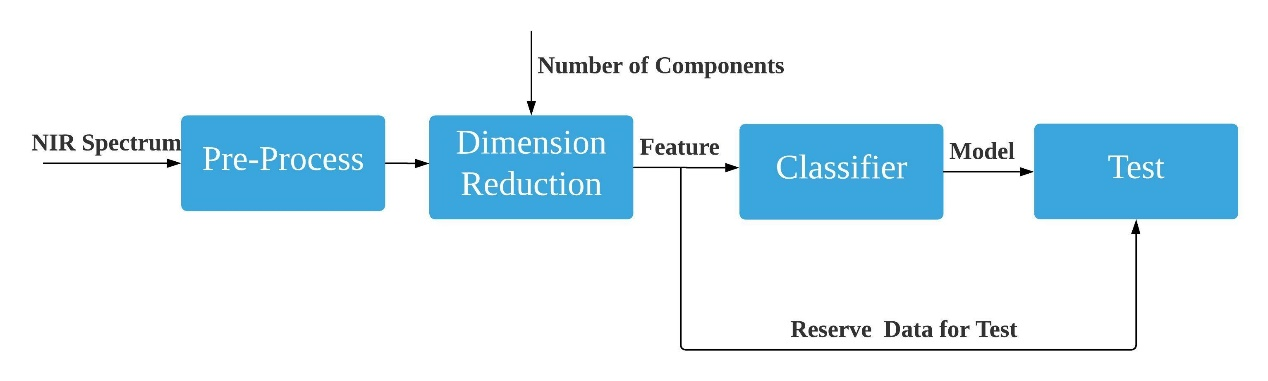 Number of Components
NIR Spectrum
Pre-Process
Dimension
Reduction
Feature
Classifier
Model
Test
Reserve Data for Test